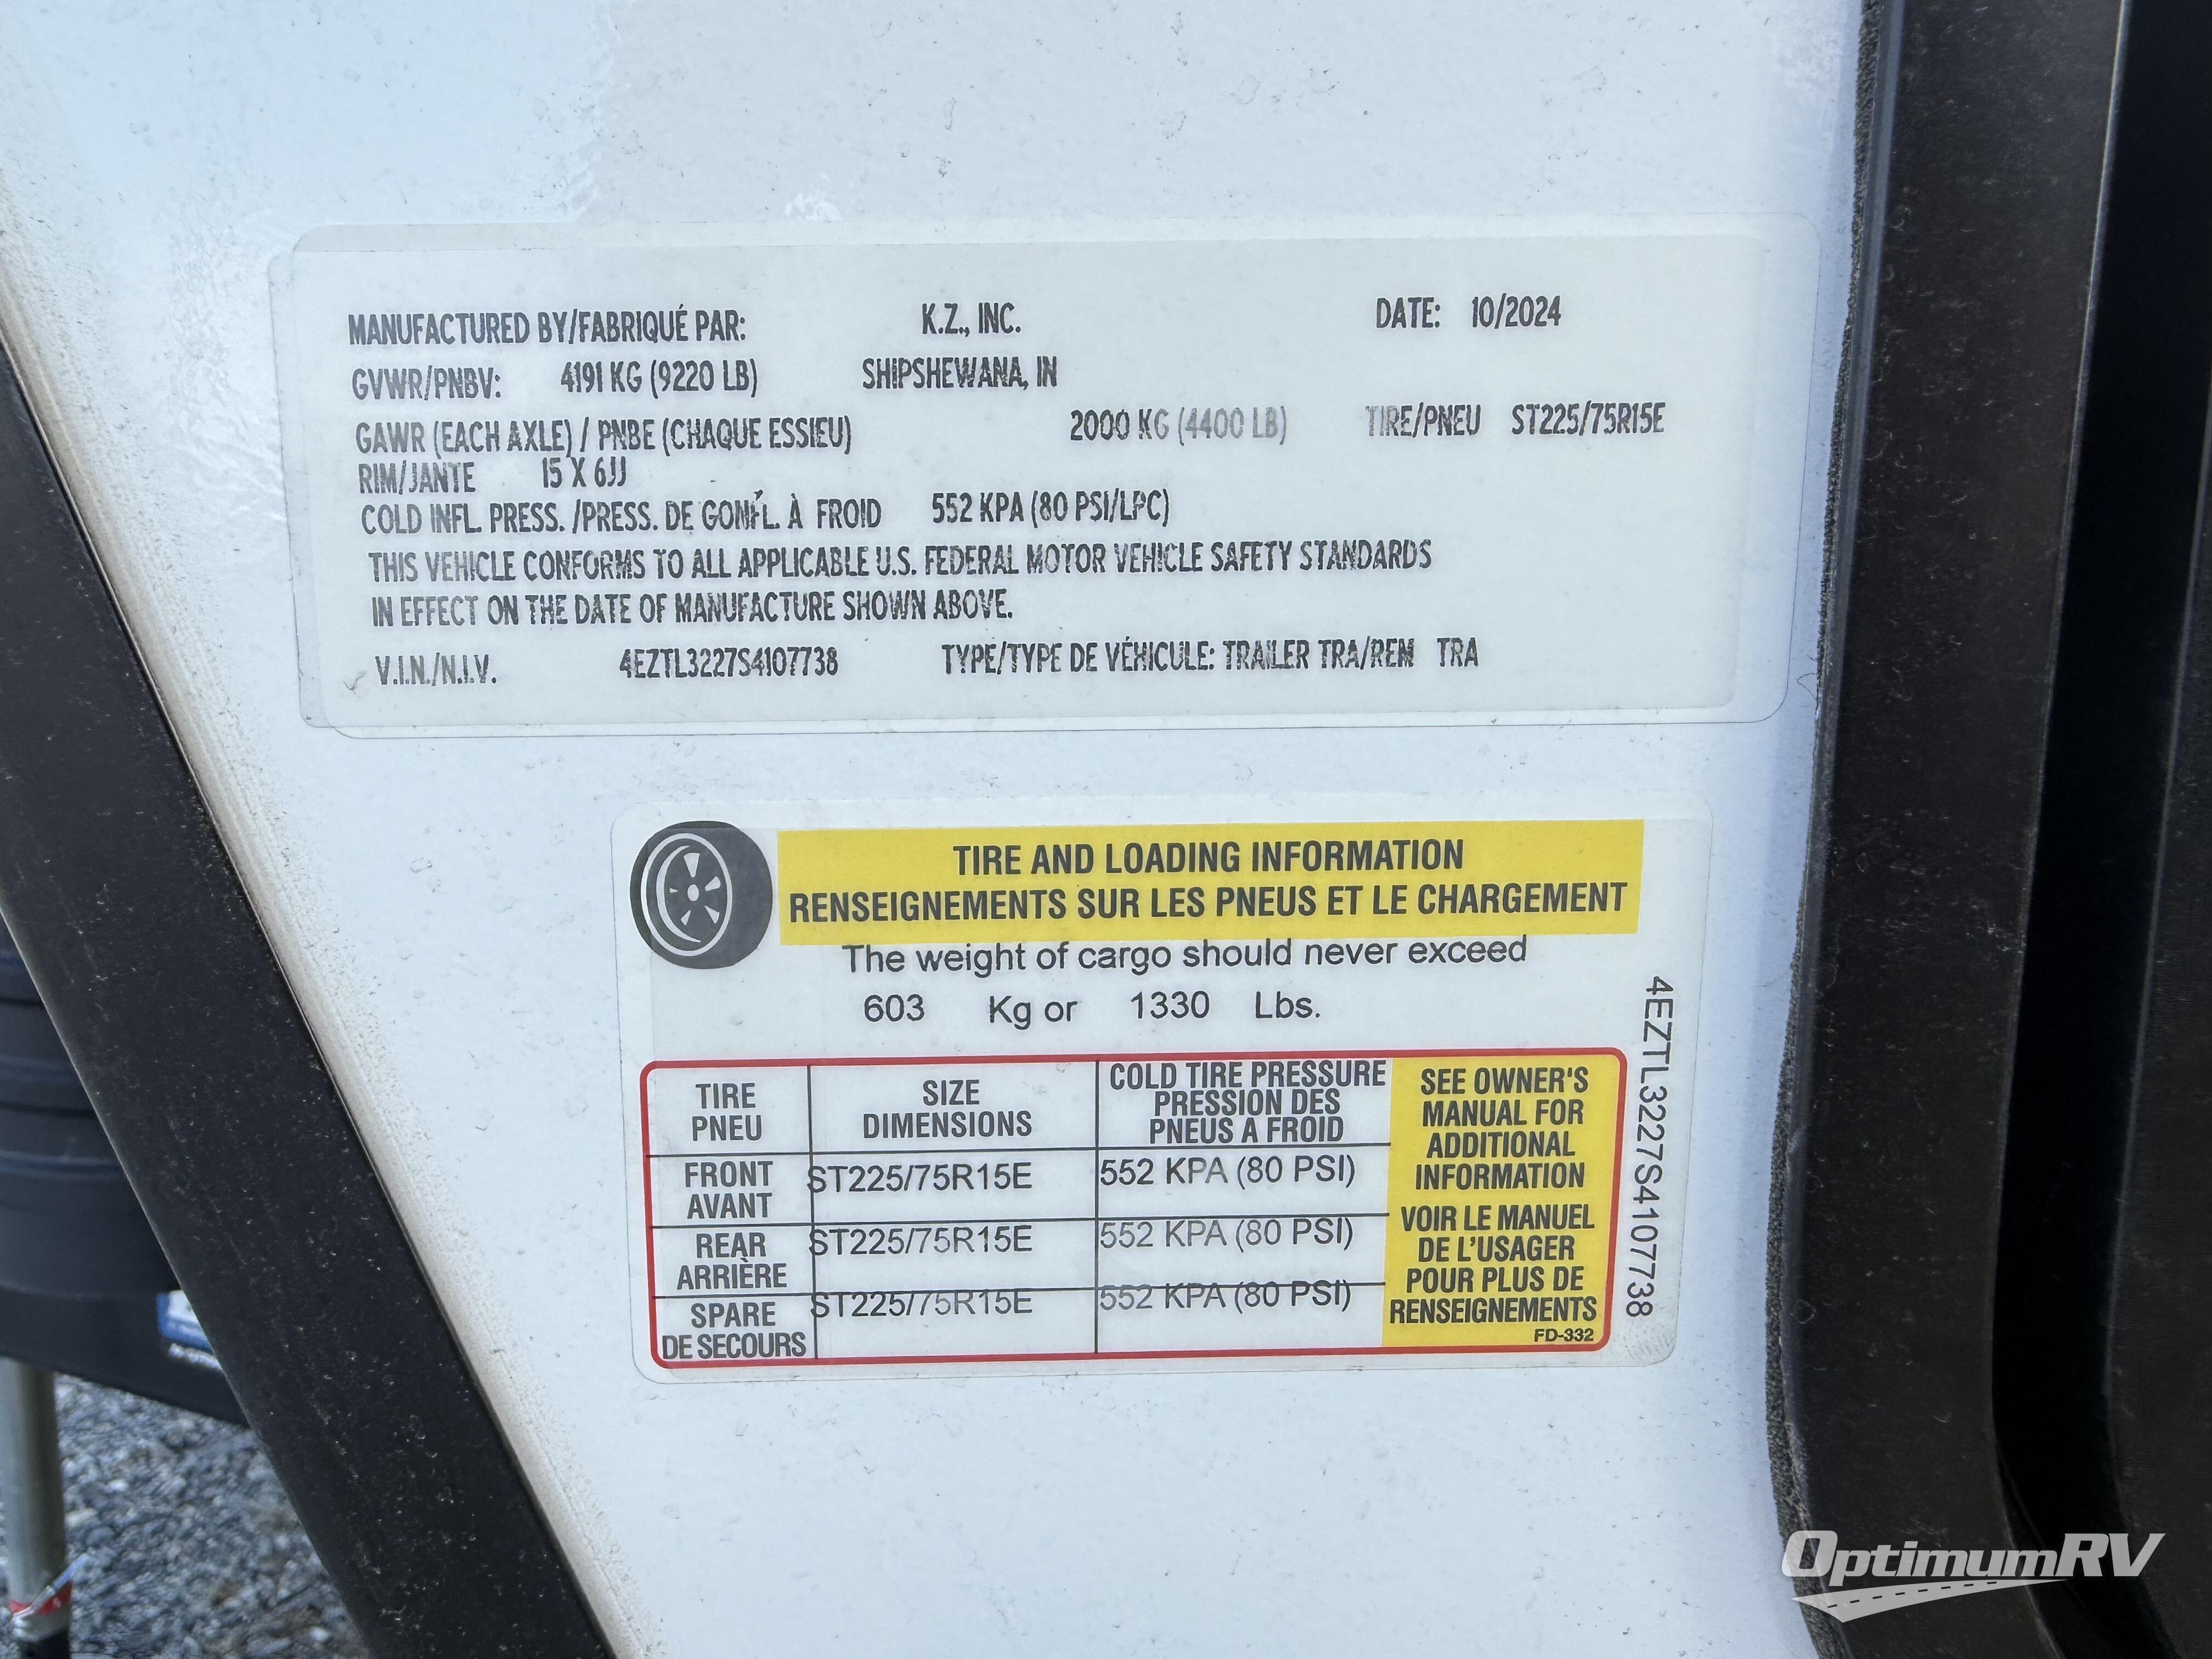 MANUFACTURED BY/FABRIQUÉ PAR: K.Z., INC. DATE: 10/2024
GVWR/PNBV: 4191 KG (9220 LB) SHIPSHEWANA, IN
GAWR (EACH AXLE) / PNBE (CHAQUE ESSIEU) 2000 KG (4400 LB) TIRE/PNEU ST225/75R15E
RIM/JANTE 15 X 6JJ
COLD INFL. PRESS. /PRESS. DE GONFL. À FROID 552 KPA (80 PSI/LPC)
THIS VEHICLE CONFORMS TO ALL APPLICABLE U.S. FEDERAL MOTOR VEHICLE SAFETY STANDARDS
IN EFFECT ON THE DATE OF MANUFACTURE SHOWN ABOVE.
V.I.N./N.I.V. 4EZTL3227S4107738 TYPE/TYPE DE VÉHICULE: TRAILER TRA/REM TRA
TIRE AND LOADING INFORMATION
RENSEIGNEMENTS SUR LES PNEUS ET LE CHARGEMENT
The weight of cargo should never exceed
603 Kg or 1330 Lbs.
TIRE
PNEU
SIZE
DIMENSIONS
COLD TIRE PRESSURE
PRESSION DES
PNEUS A FROID
FRONT
AVANT
ST225/75R15E
552 KPA (80 PSI)
REAR
ARRIÈRE
ST225/75R15E
552 KPA (80 PSI)
SPARE
DE SECOURS
ST225/75R15E
552 KPA (80 PSI)
SEE OWNER'S
MANUAL FOR
ADDITIONAL
INFORMATION
VOIR LE MANUEL
DE L'USAGER
POUR PLUS DE
RENSEIGNEMENTS
FD-332
4EZTL3227S4107738
OptimumRV